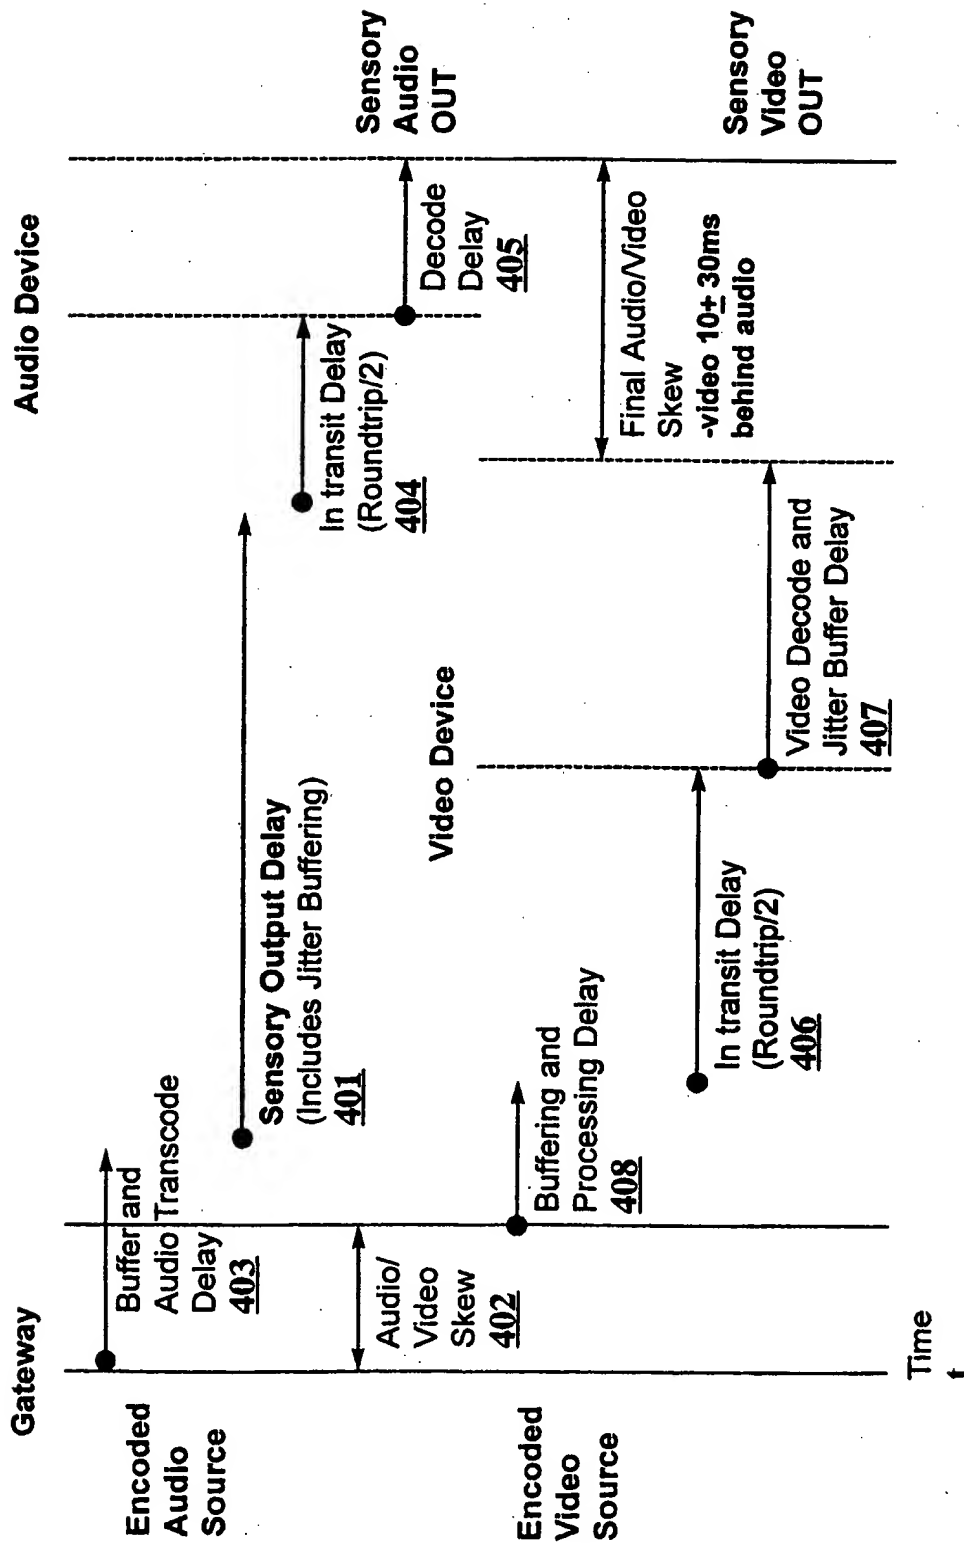 Gateway
Audio Device
Encoded
Audio
Source
Buffer and
Audio Transcode
Delay
403
Sensory Output Delay
(Includes Jitter Buffering)
401
In transit Delay
(Roundtrip/2)
404
Decode
Delay
405
Sensory
Audio
OUT
Audio/
Video
Skew
402
Video Device
Encoded
Video
Source
Buffering and
Processing Delay
408
In transit Delay
(Roundtrip/2)
406
Video Decode and
Jitter Buffer Delay
407
Final Audio/Video
Skew
-video 10± 30ms
behind audio
Sensory
Video
OUT
Time
t